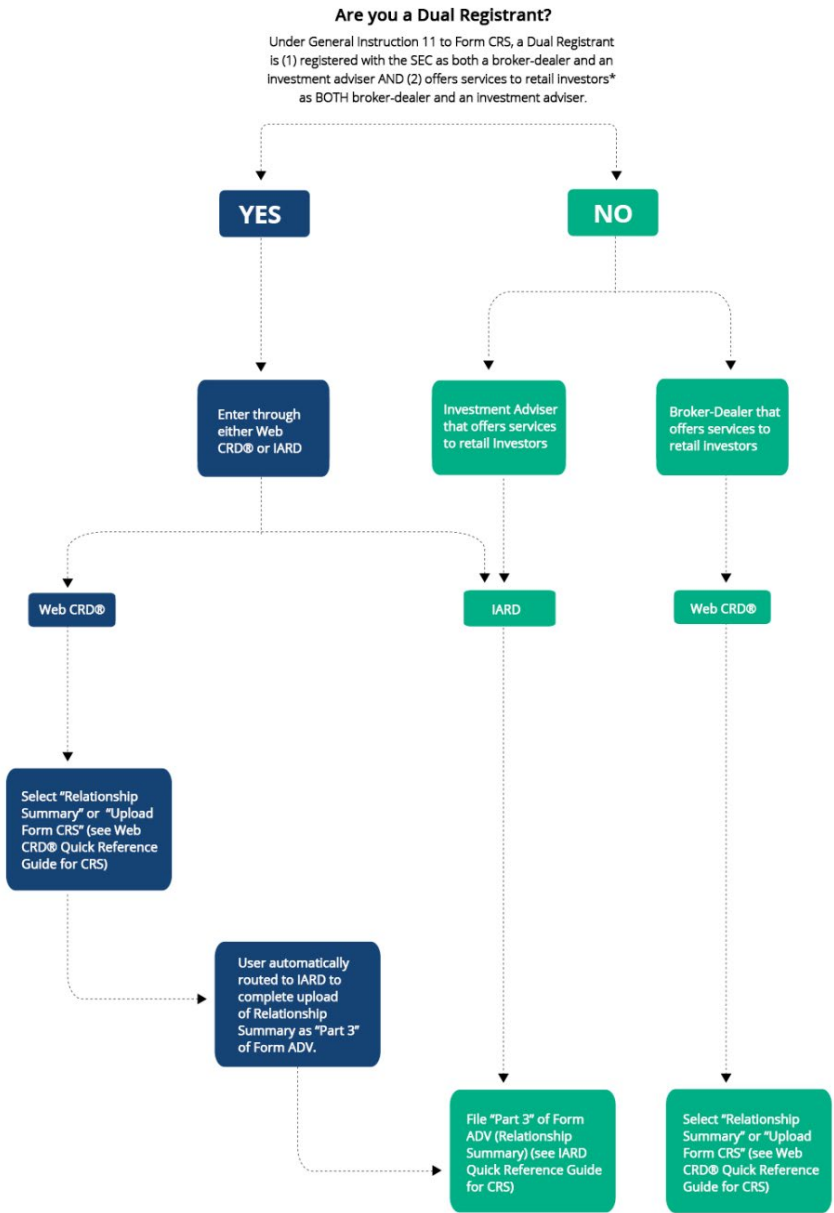 Are you a Dual Registrant?
Under General Instruction 11 to Form CRS, a Dual Registrant
is (1) registered with the SEC as both a broker-dealer and an
investment adviser AND (2) offers services to retail investors*
as BOTH broker-dealer and an investment adviser.
YES
NO
Enter through
either Web
CRD® or IARD
Investment Adviser
that offers services
to retail Investors
Broker-Dealer that
offers services to
retail Investors
Web CRD®
IARD
Web CRD®
Select “Relationship
Summary” or “Upload
Form CRS” (see Web
CRD® Quick Reference
Guide for CRS)
User automatically
routed to IARD to
complete upload
of Relationship
Summary as “Part 3”
of Form ADV.
File “Part 3” of Form
ADV (Relationship
Summary) (see IARD
Quick Reference Guide
for CRS)
Select “Relationship
Summary” or “Upload
Form CRS” (see Web
CRD® Quick Reference
Guide for CRS)